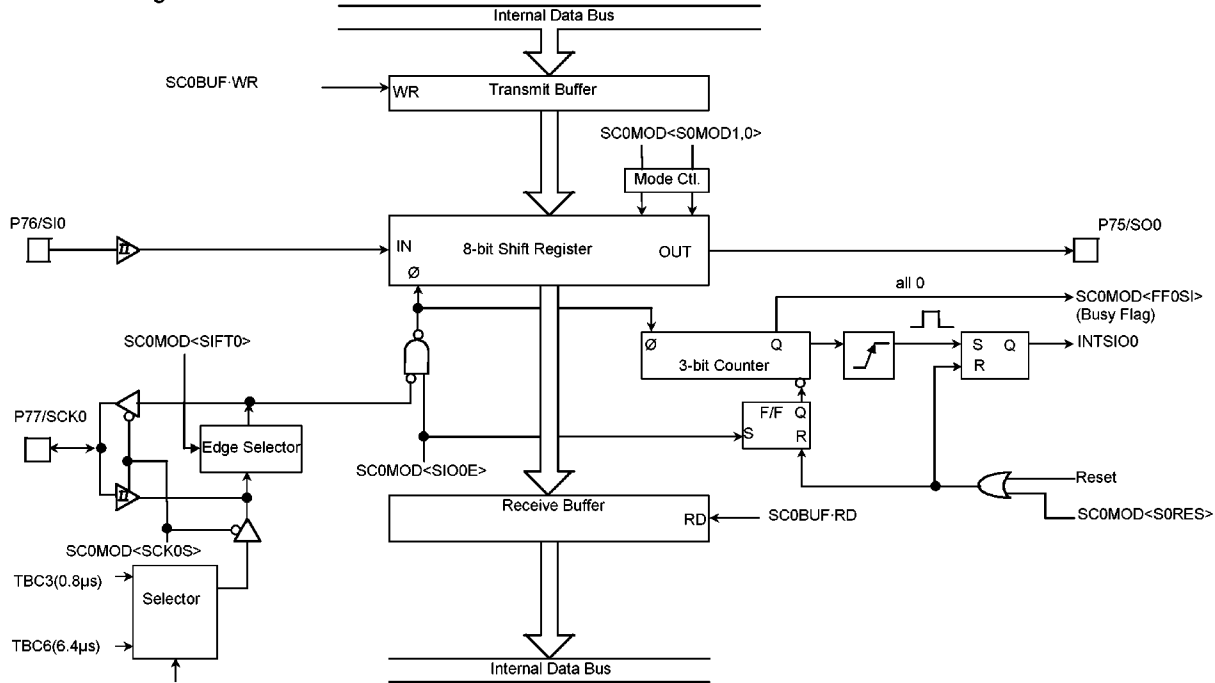 Internal Data Bus
SC0BUF·WR
WR
Transmit Buffer
SC0MOD<S0MOD1,0>
Mode Ctl.
P76/SI0
P75/SO0
IN
8-bit Shift Register
OUT
Ø
all 0
SC0MOD<FF0SI>
(Busy Flag)
SC0MOD<SIFT0>
Ø
Q
3-bit Counter
S
Q
R
INTSIO0
P77/SCK0
F/F
Q
S
R
Edge Selector
SC0MOD<SIO0E>
Reset
Receive Buffer
RD
SC0BUF·RD
SC0MOD<S0RES>
SC0MOD<SCK0S>
TBC3(0.8µs)
Selector
TBC6(6.4µs)
Internal Data Bus